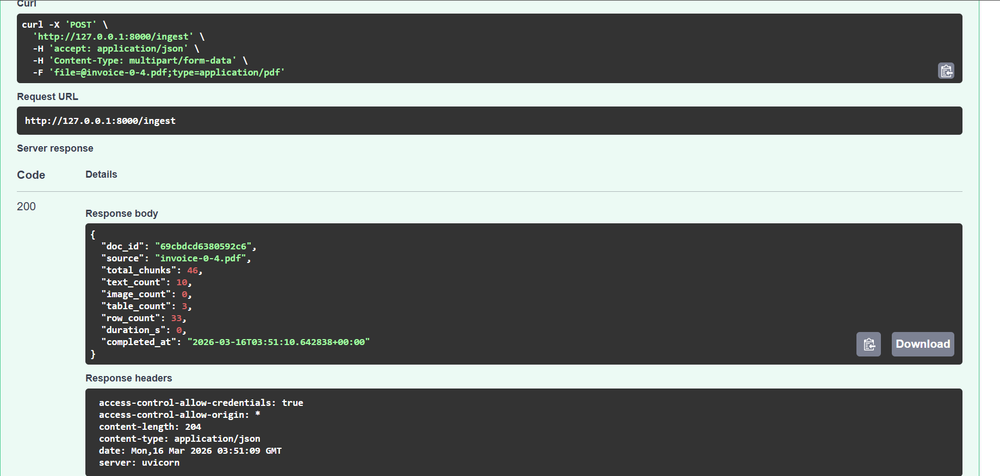 Curl
curl -X 'POST' \
  'http://127.0.0.1:8000/ingest' \
  -H 'accept: application/json' \
  -H 'Content-Type: multipart/form-data' \
  -F 'file=@invoice-0-4.pdf;type=application/pdf'
Request URL
http://127.0.0.1:8000/ingest
Server response
Code Details
200
Response body
{
  "doc_id": "69cbdcd6380592c6",
  "source": "invoice-0-4.pdf",
  "total_chunks": 46,
  "text_count": 10,
  "image_count": 0,
  "table_count": 3,
  "row_count": 33,
  "duration_s": 0,
  "completed_at": "2026-03-16T03:51:10.642838+00:00"
}
Download
Response headers
access-control-allow-credentials: true
access-control-allow-origin: *
content-length: 204
content-type: application/json
date: Mon,16 Mar 2026 03:51:09 GMT
server: uvicorn